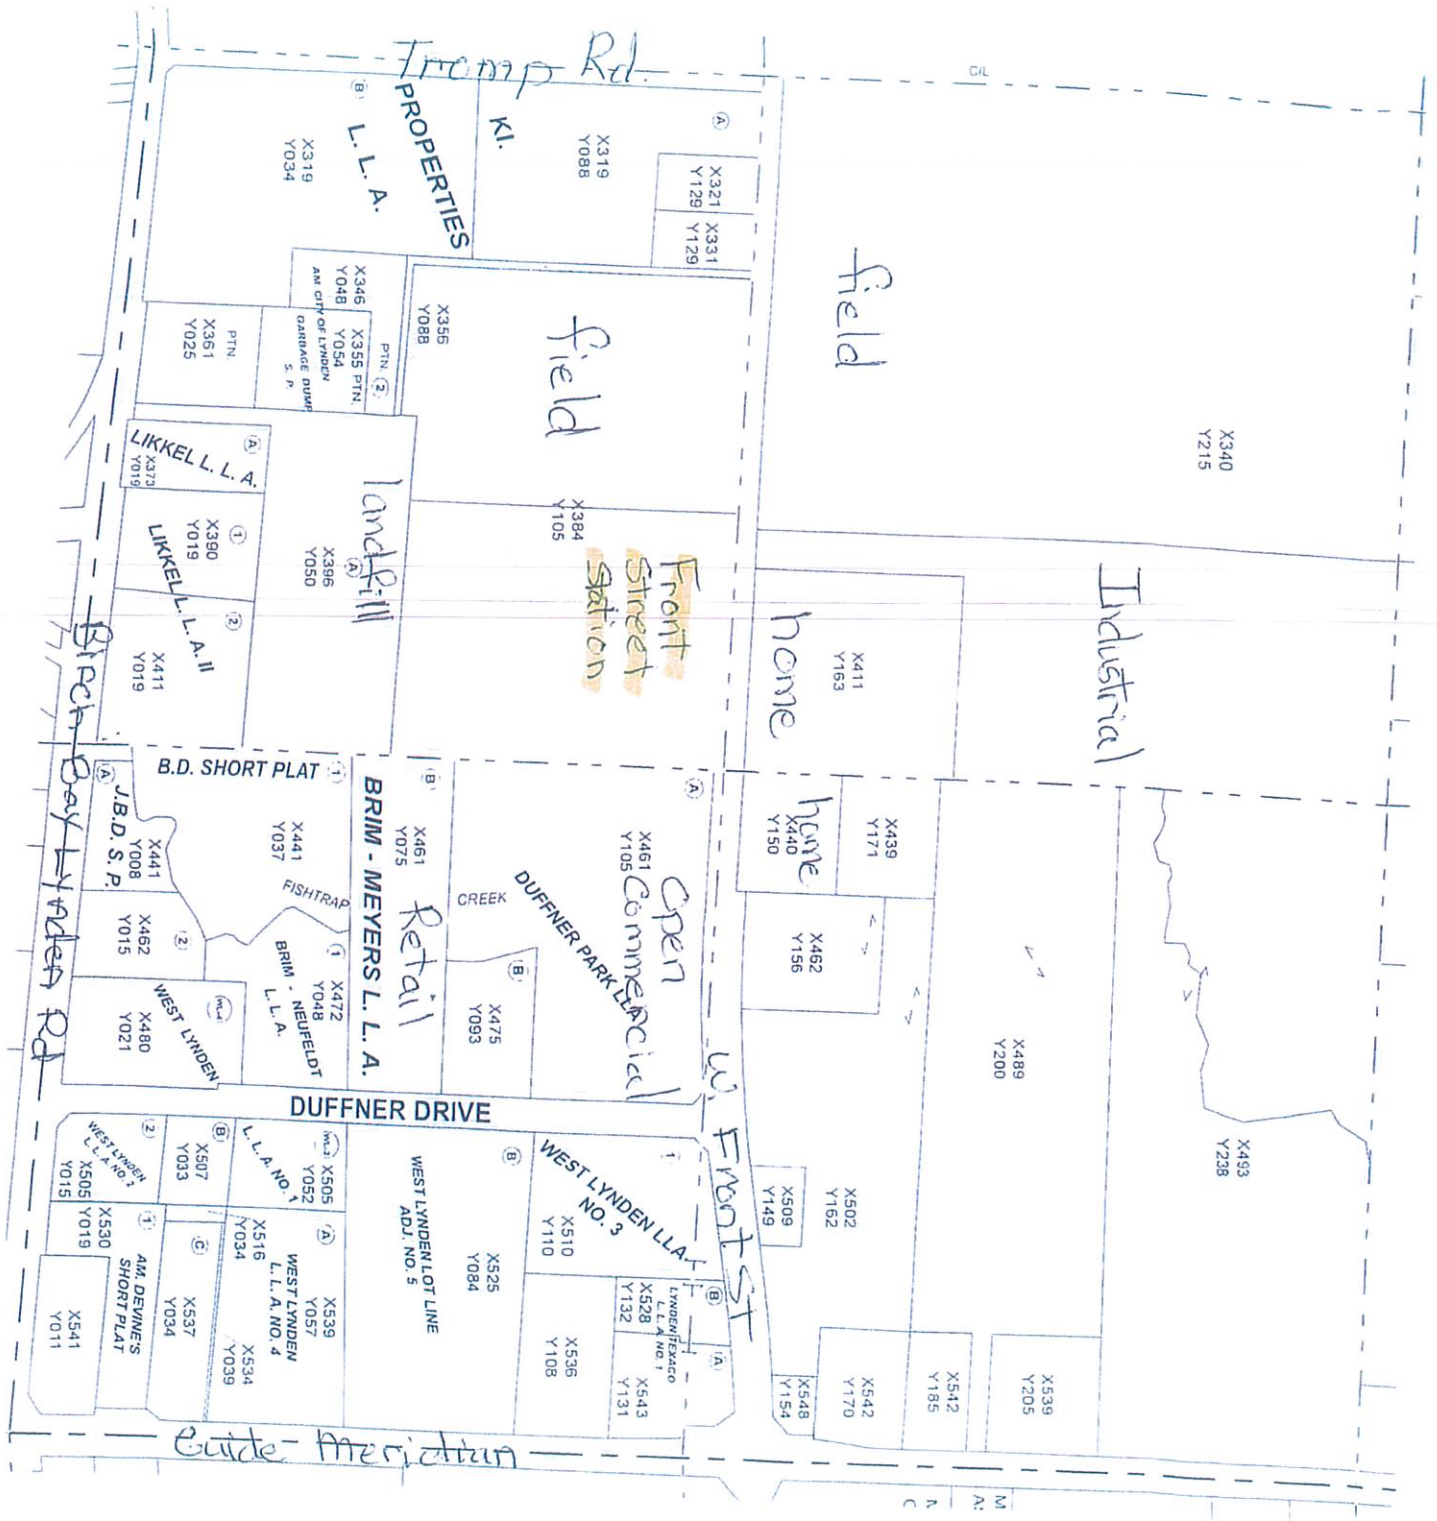 Tromp Rd.
C/L
Ⓑ L. L. A.
PROPERTIES
KI.
Ⓐ
X319
Y034
X319
Y088
X321
Y129
X331
Y129
field
X340
Y215
X346
Y048
AM. CITY OF LYNDEN
GARBAGE DUMP
S. P.
X355 PTN.
Y054
PTN. ②
X356
Y088
PTN.
X361
Y025
field
Ⓐ
LIKKEL L. L. A.
X373
Y019
①
X390
Y019
LIKKEL L. L. A. II
②
X411
Y019
landfill
Ⓐ
X396
Y050
X384
Y105
Front
Street
Station
home
X411
Y163
Industrial
Birch Bay Lynden Rd
B.D. SHORT PLAT ①
Ⓐ
J.B.D. S. P.
X441
Y008
X441
Y037
FISHTRAP
CREEK
BRIM - MEYERS L. L. A.
Ⓑ
X461
Y075
Retail
Ⓐ
X461
Y105
Open
Commercial
DUFFNER PARK LLA
home
X440
Y150
X439
Y171
X462
Y156
②
X462
Y015
X480
Y021
WEST LYNDEN
①
X472
Y048
BRIM - NEUFELDT
L. L. A.
Ⓑ
X475
Y093
X489
Y200
X493
Y238
DUFFNER DRIVE
W. Front St
②
WEST LYNDEN
L. L. A. NO. 2
X505
Y015
Ⓑ
X507
Y033
L. L. A. NO. 1
X505
Y052
Ⓑ
WEST LYNDEN LOT LINE
ADJ. NO. 5
X525
Y084
1
WEST LYNDEN LLA
NO. 3
X510
Y110
X509
Y149
X502
Y162
①
X530
Y019
AM. DEVINE'S
SHORT PLAT
X541
Y011
Ⓒ
X537
Y034
X516
Y034
Ⓐ
X539
Y057
WEST LYNDEN
L. L. A. NO. 4
X534
Y039
X536
Y108
Ⓑ
LYNDEN TEXACO
L. L. A. NO. 1
X528
Y132
Ⓐ
X543
Y131
X548
Y154
X542
Y170
X542
Y185
X539
Y205
Guide Meridian